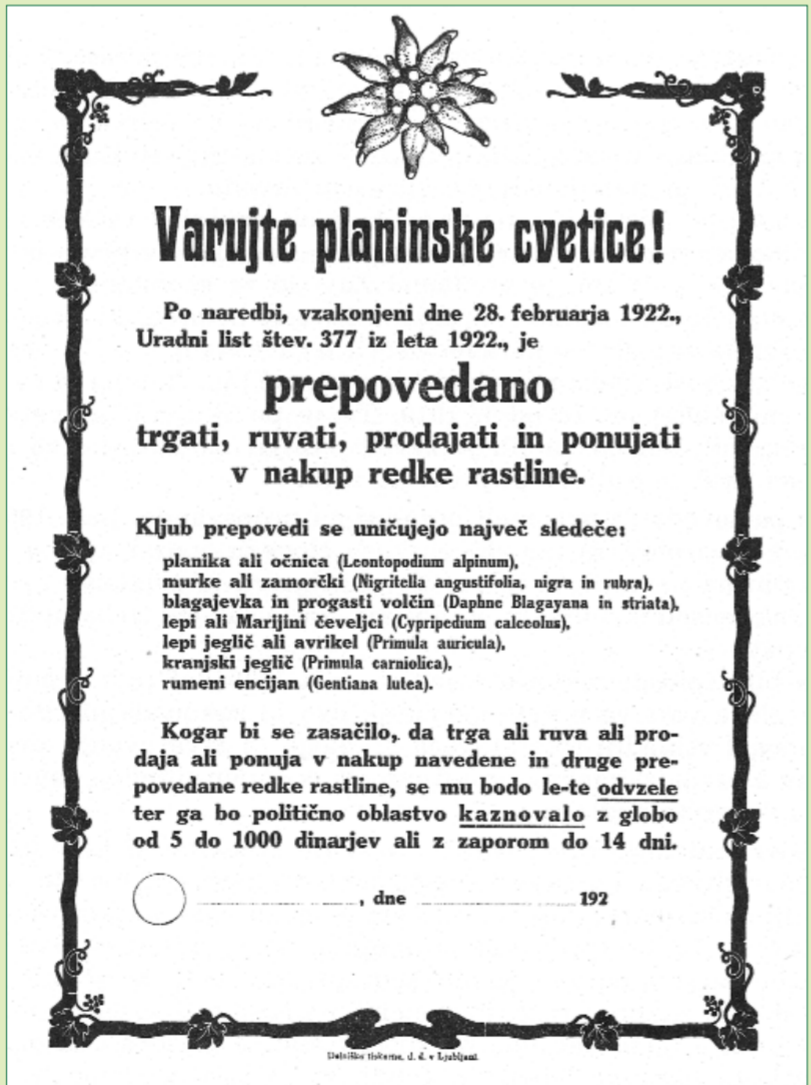 Varujte planinske cvetice!
Po naredbi, vzakonjeni dne 28. februarja 1922.,
Uradni list štev. 377 iz leta 1922., je
prepovedano
trgati, ruvati, prodajati in ponujati
v nakup redke rastline.
Kljub prepovedi se uničujejo največ sledeče:
planika ali očnica (Leontopodium alpinum),
murke ali zamorčki (Nigritella angustifolia, nigra in rubra),
blagajevka in progasti volčin (Daphne Blagayana in striata),
lepi ali Marijini čeveljci (Cypripedium calceolus),
lepi jeglič ali avrikel (Primula auricula),
kranjski jeglič (Primula carniolica),
rumeni encijan (Gentiana lutea).
Kogar bi se zasačilo, da trga ali ruva ali pro-
daja ali ponuja v nakup navedene in druge pre-
povedane redke rastline, se mu bodo le-te odvzele
ter ga bo politično oblastvo kaznovalo z globo
od 5 do 1000 dinarjev ali z zaporom do 14 dni.
, dne 192
Delniška tiskarna, d. d. v Ljubljani.